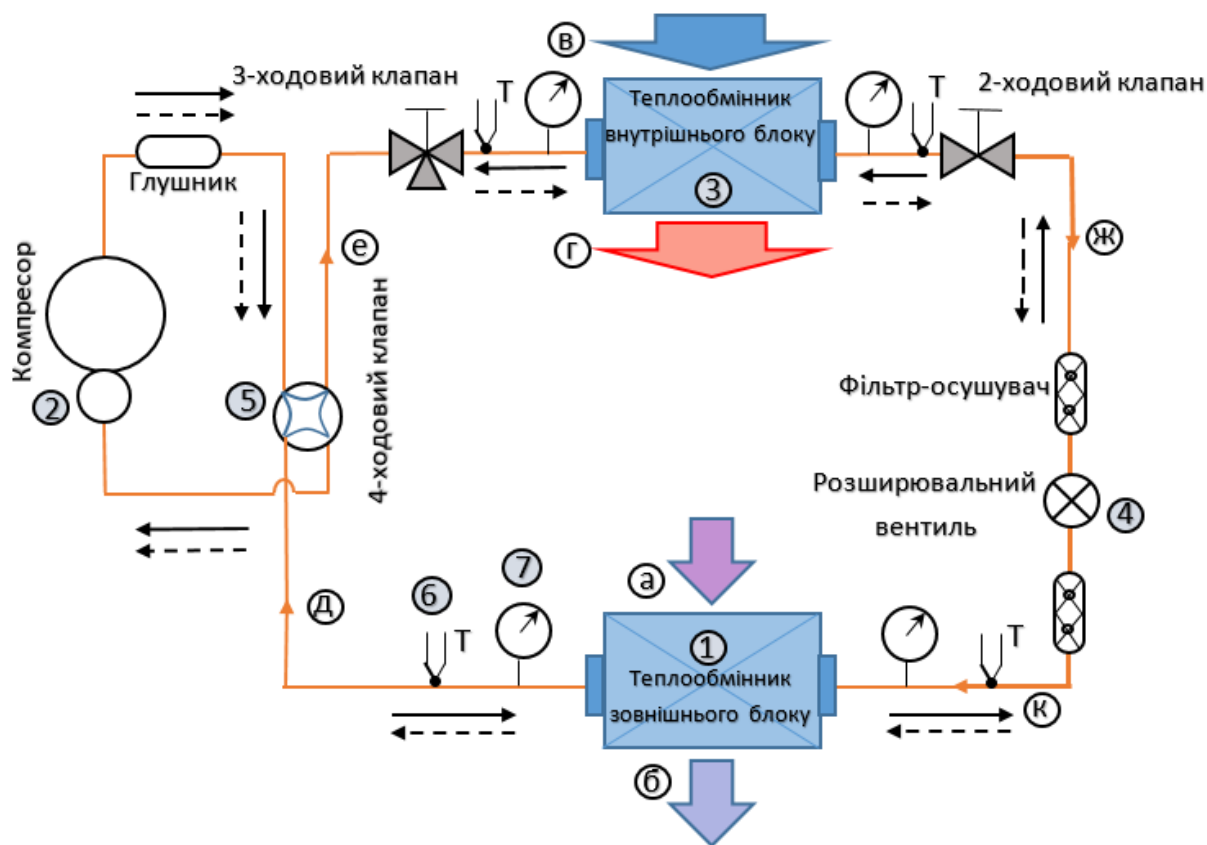 в
3-ходовий клапан
Т
Теплообмінник
внутрішнього блоку
3
Т
2-ходовий клапан
Глушник
е
г
ж
Компресор
2
5
4-ходовий клапан
Фільтр-осушувач
Розширювальний
вентиль
4
а
7
6
Т
д
1
Теплообмінник
зовнішнього блоку
Т
к
б